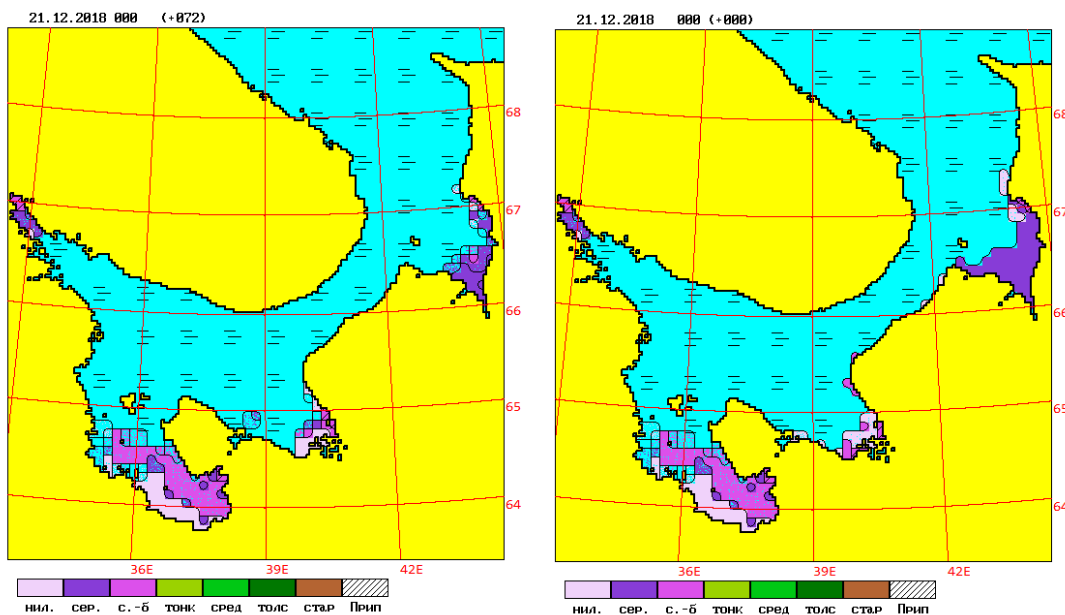 21.12.2018 000 (+072)
68
67
66
65
64
36E 39E 42E
нил. сер. с.-б тонк сред толс стар Прип
21.12.2018 000 (+000)
68
67
66
65
64
36E 39E 42E
нил. сер. с.-б тонк сред толс стар Прип